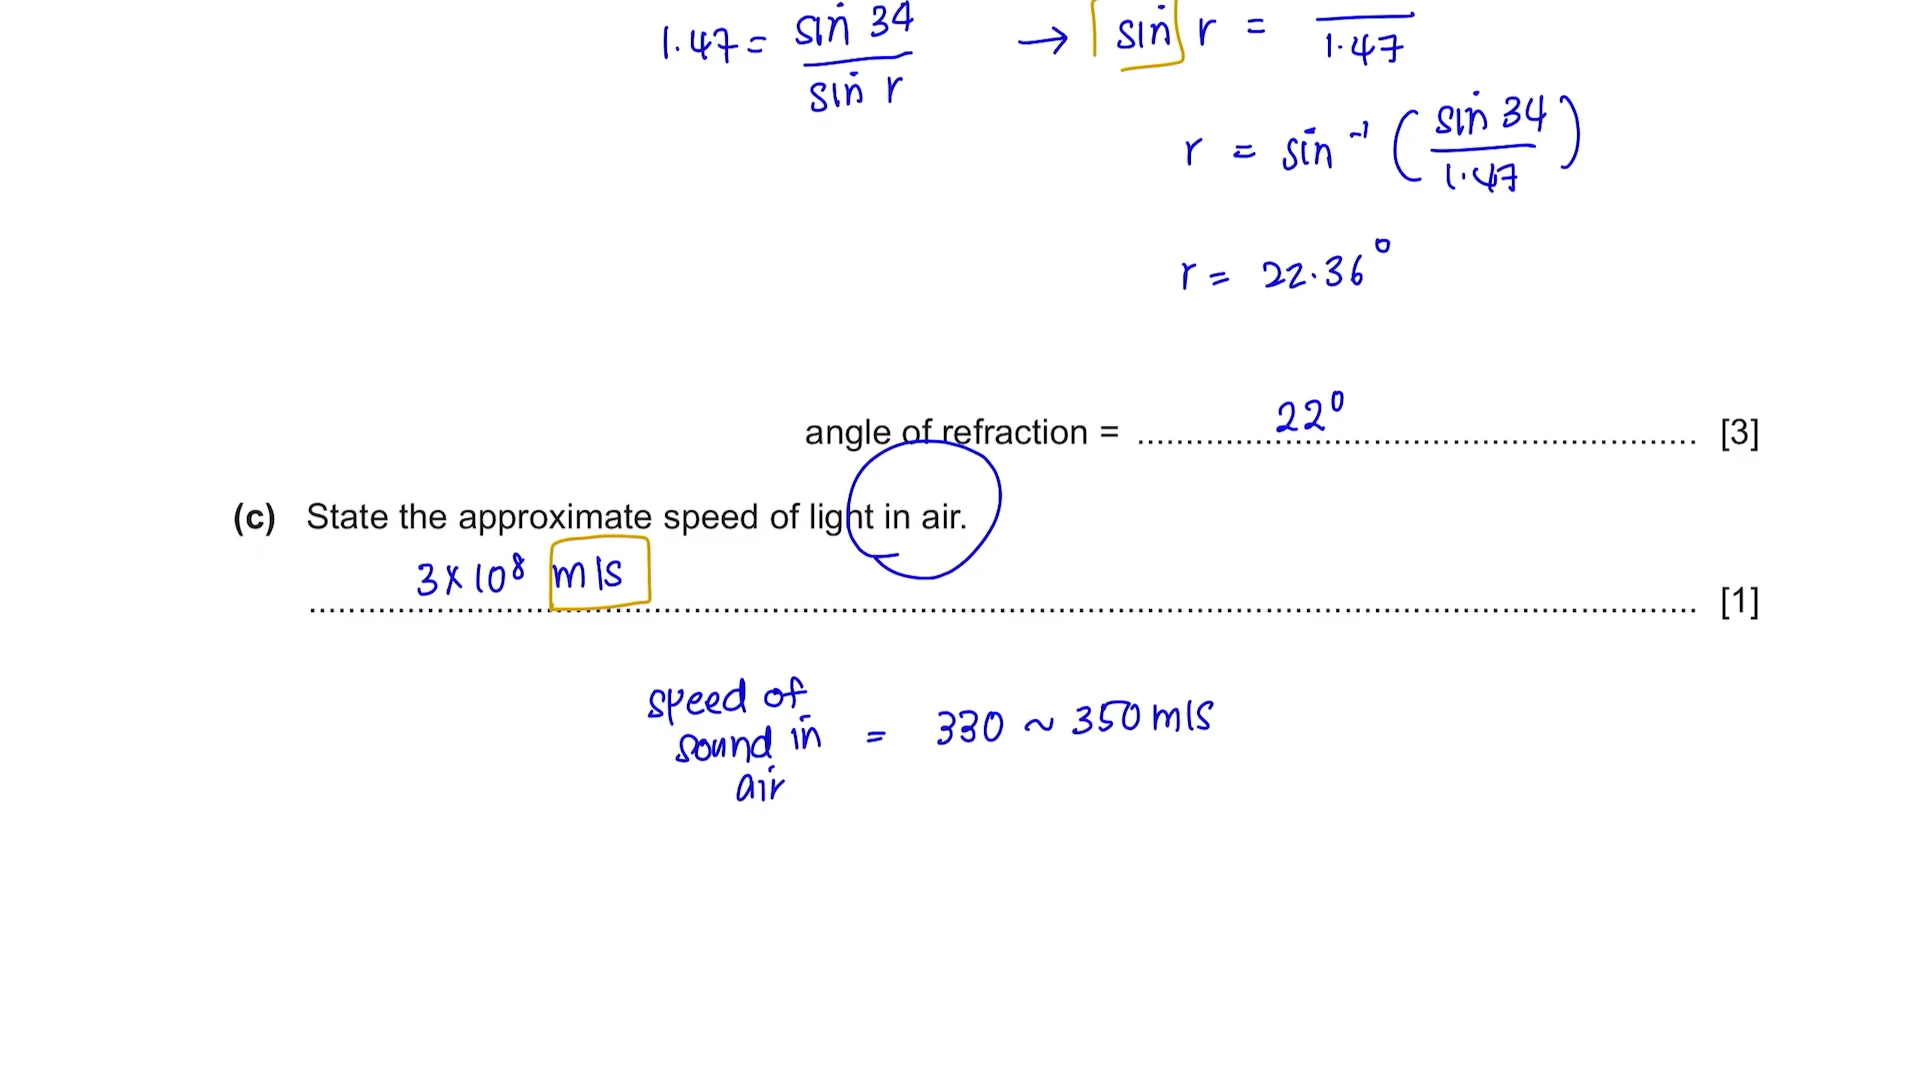 1.47 = sin 34 / sin r → sin r = / 1.47
r = sin⁻¹ ( sin 34 / 1.47 )
r = 22.36°
angle of refraction = .......... 22° .......... [3]
(c) State the approximate speed of light in air.
3 × 10⁸ m/s .......... [1]
speed of
sound in = 330 ~ 350 m/s
air